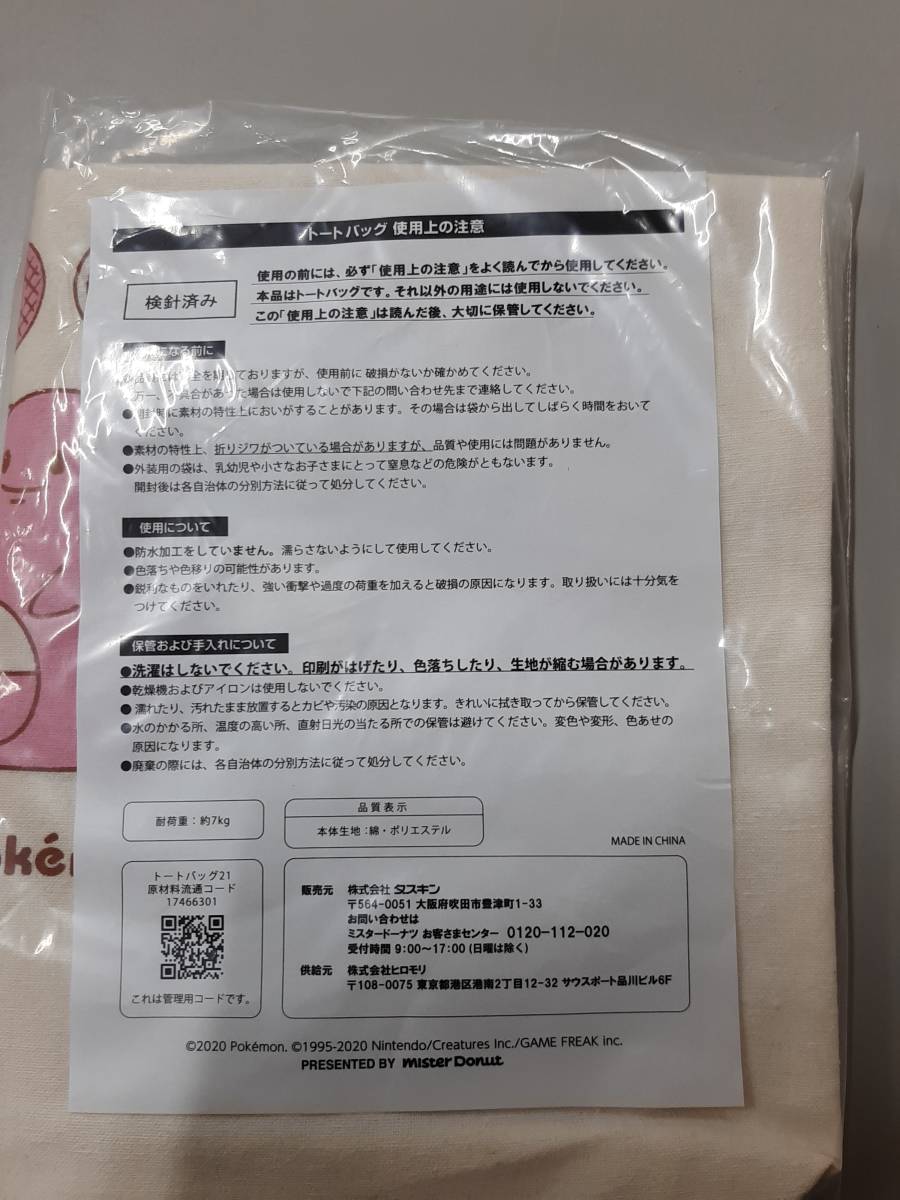 トートバッグ 使用上の注意
検針済み
使用の前には、必ず「使用上の注意」をよく読んでから使用してください。
本品はトートバッグです。それ以外の用途には使用しないでください。
この「使用上の注意」は読んだ後、大切に保管してください。
になる前に
全を期しておりますが、使用前に破損がないか確かめてください。
万一、不具合があった場合は使用しないで下記の問い合わせ先まで連絡してください。
●開封時に素材の特性上においがすることがあります。その場合は袋から出してしばらく時間をおいて
ください。
●素材の特性上、折りジワがついている場合がありますが、品質や使用には問題がありません。
●外装用の袋は、乳幼児や小さなお子さまにとって窒息などの危険がともないます。
開封後は各自治体の分別方法に従って処分してください。
使用について
●防水加工をしていません。濡らさないようにして使用してください。
●色落ちや色移りの可能性があります。
●鋭利なものをいれたり、強い衝撃や過度の荷重を加えると破損の原因になります。取り扱いには十分気を
つけてください。
保管および手入れについて
●洗濯はしないでください。印刷がはげたり、色落ちしたり、生地が縮む場合があります。
●乾燥機およびアイロンは使用しないでください。
●濡れたり、汚れたまま放置するとカビや汚染の原因となります。きれいに拭き取ってから保管してください。
●水のかかる所、温度の高い所、直射日光の当たる所での保管は避けてください。変色や変形、色あせの
原因になります。
●廃棄の際には、各自治体の分別方法に従って処分してください。
耐荷重：約7kg
品質表示
本体生地：綿・ポリエステル
MADE IN CHINA
トートバッグ21
原材料流通コード
17466301
これは管理用コードです。
販売元 株式会社 ダスキン
〒564-0051 大阪府吹田市豊津町1-33
お問い合わせは
ミスタードーナツ お客さまセンター 0120-112-020
受付時間 9:00〜17:00 (日曜は除く)
供給元 株式会社ヒロモリ
〒108-0075 東京都港区港南2丁目12-32 サウスポート品川ビル6F
©2020 Pokémon. ©1995-2020 Nintendo/Creatures Inc./GAME FREAK inc.
PRESENTED BY mister Donut
oké